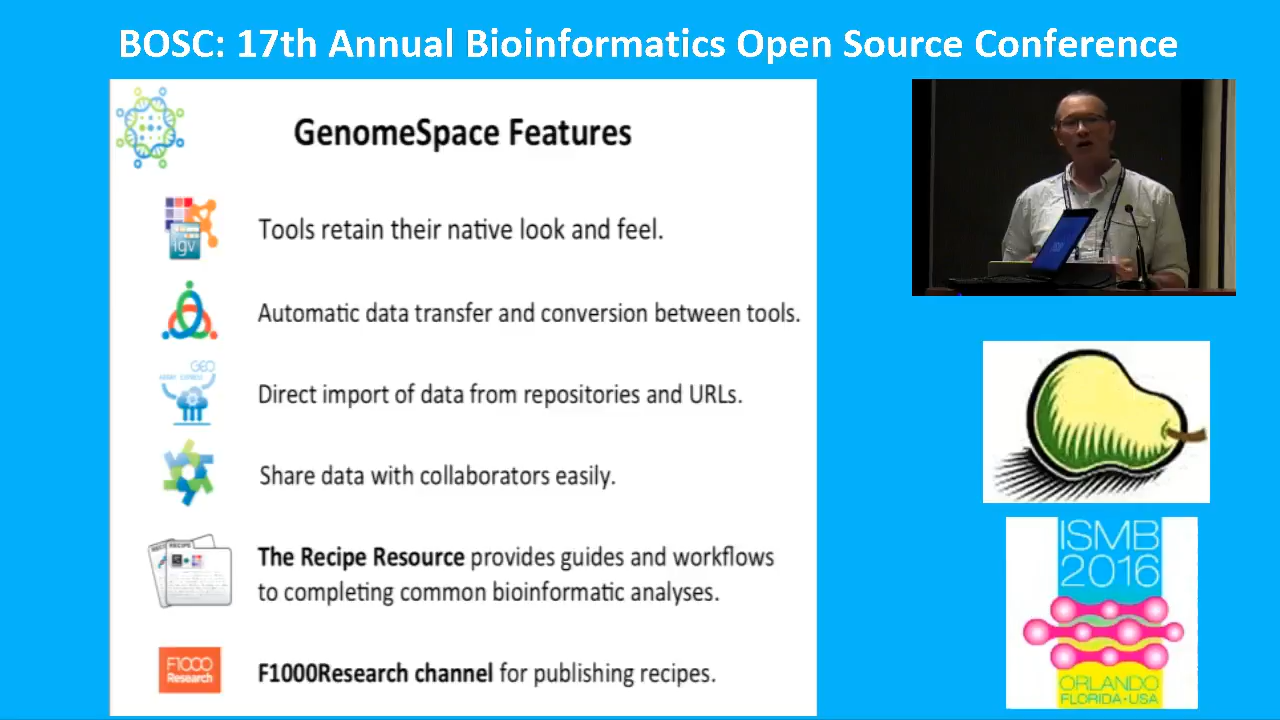 BOSC: 17th Annual Bioinformatics Open Source Conference
GenomeSpace Features
igv
Tools retain their native look and feel.
Automatic data transfer and conversion between tools.
GEO
ARRAY EXPRESS
Direct import of data from repositories and URLs.
Share data with collaborators easily.
RECIPE
The Recipe Resource provides guides and workflows
to completing common bioinformatic analyses.
F1000
Research
F1000Research channel for publishing recipes.
ISMB
2016
ORLANDO
FLORIDA·USA